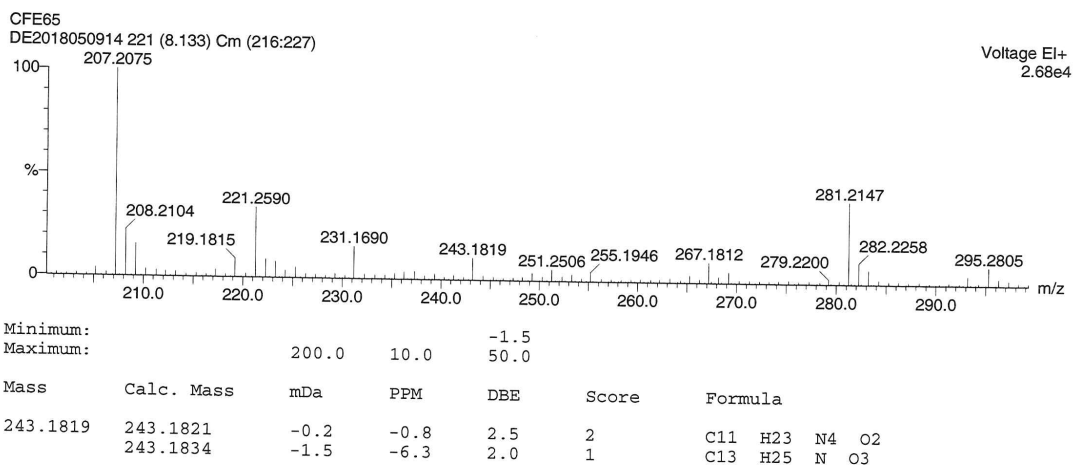 CFE65
DE2018050914 221 (8.133) Cm (216:227)
Voltage EI+
2.68e4
100
207.2075
%
0
208.2104
219.1815
221.2590
231.1690
243.1819
251.2506
255.1946
267.1812
279.2200
281.2147
282.2258
295.2805
210.0 220.0 230.0 240.0 250.0 260.0 270.0 280.0 290.0 m/z
Minimum: -1.5
Maximum: 200.0 10.0 50.0
Mass Calc. Mass mDa PPM DBE Score Formula
243.1819 243.1821 -0.2 -0.8 2.5 2 C11 H23 N4 O2
243.1834 -1.5 -6.3 2.0 1 C13 H25 N O3